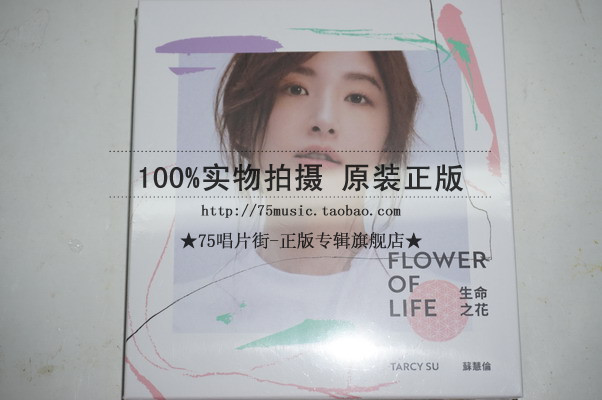 100%实物拍摄 原装正版
http://75music.taobao.com
★75唱片街-正版专辑旗舰店★
FLOWER
OF
LIFE
生命
之花
TARCY SU 蘇慧倫